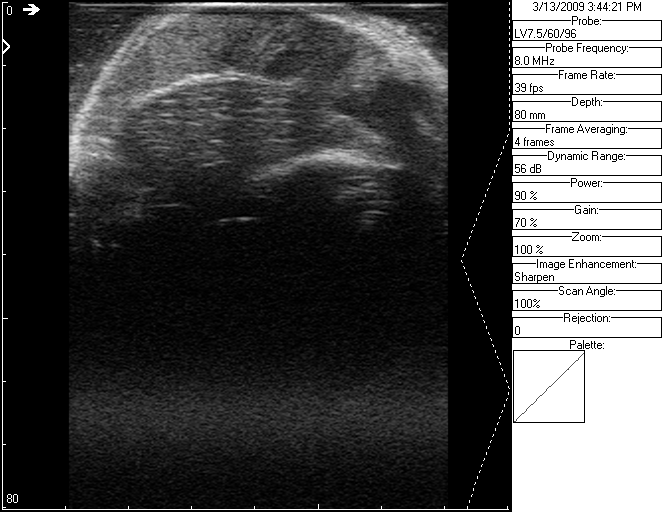 0
80
3/13/2009 3:44:21 PM
Probe:
LV7.5/60/96
Probe Frequency:
8.0 MHz
Frame Rate:
39 fps
Depth:
80 mm
Frame Averaging:
4 frames
Dynamic Range:
56 dB
Power:
90 %
Gain:
70 %
Zoom:
100 %
Image Enhancement:
Sharpen
Scan Angle:
100%
Rejection:
0
Palette: